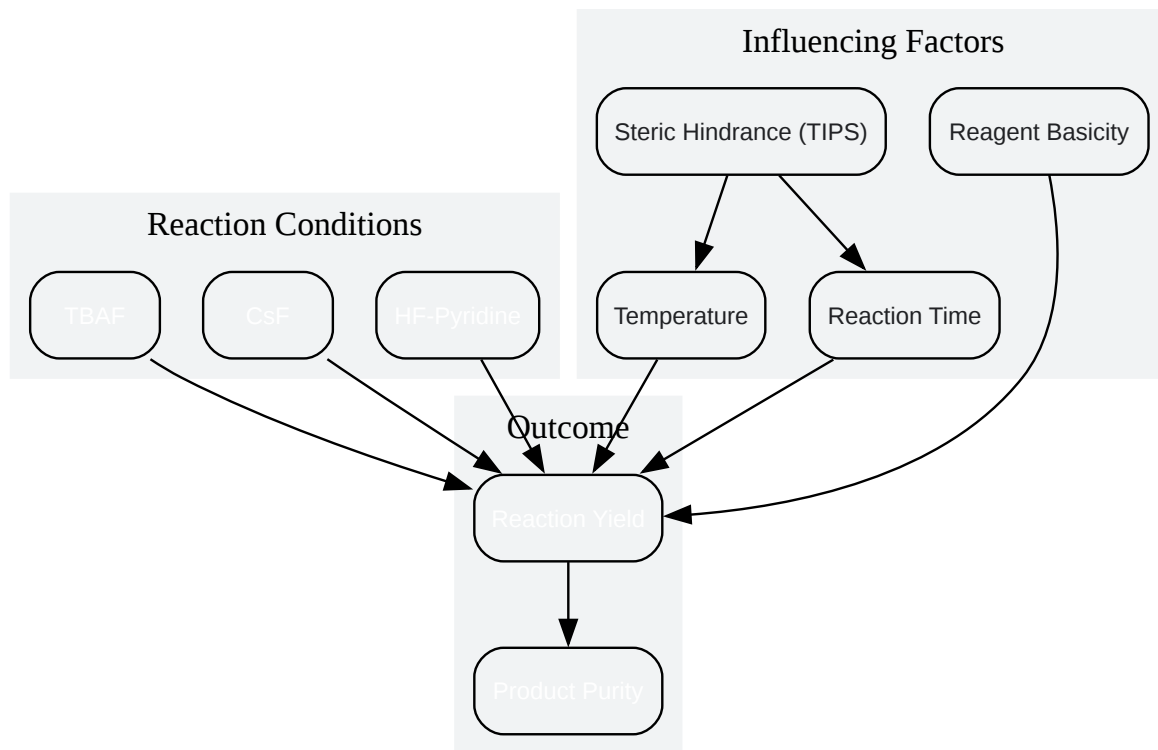 Influencing Factors
Steric Hindrance (TIPS)
Reagent Basicity
Reaction Conditions
TBAF
CsF
HF-Pyridine
Temperature
Reaction Time
Outcome
Reaction Yield
Product Purity